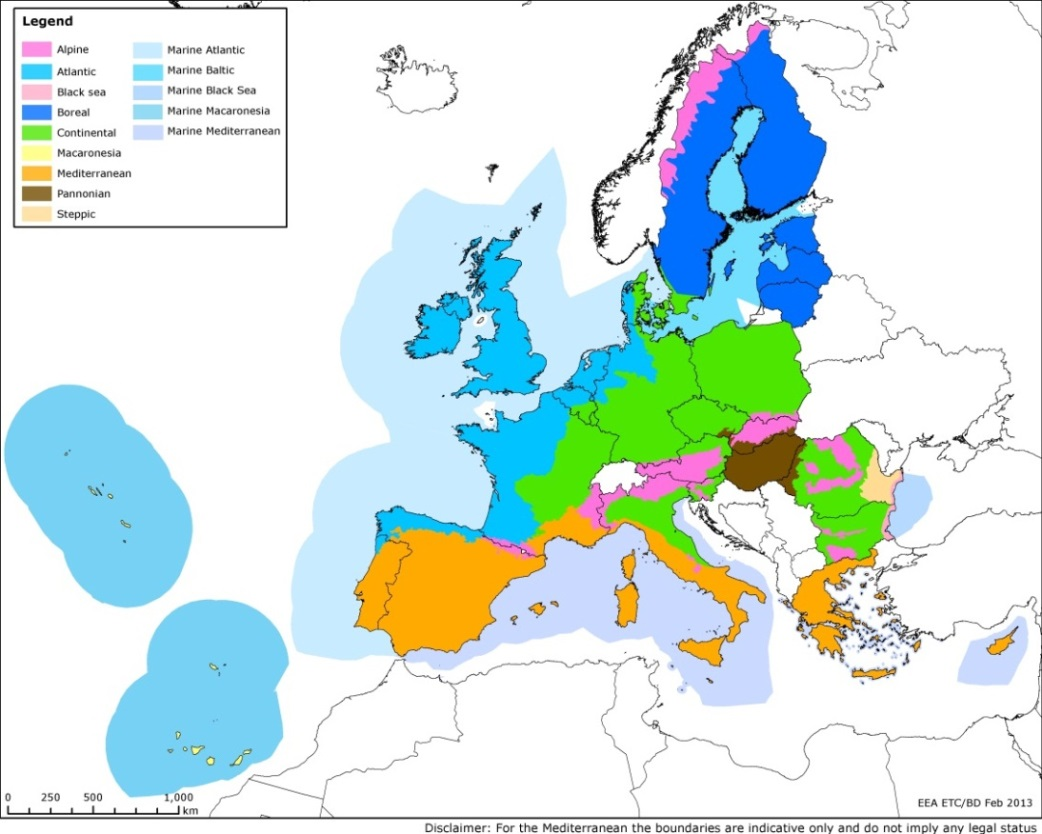 Legend
Alpine
Atlantic
Black sea
Boreal
Continental
Macaronesia
Mediterranean
Pannonian
Steppic
Marine Atlantic
Marine Baltic
Marine Black Sea
Marine Macaronesia
Marine Mediterranean
0 250 500 1,000
km
EEA ETC/BD Feb 2013
Disclaimer: For the Mediterranean the boundaries are indicative only and do not imply any legal status